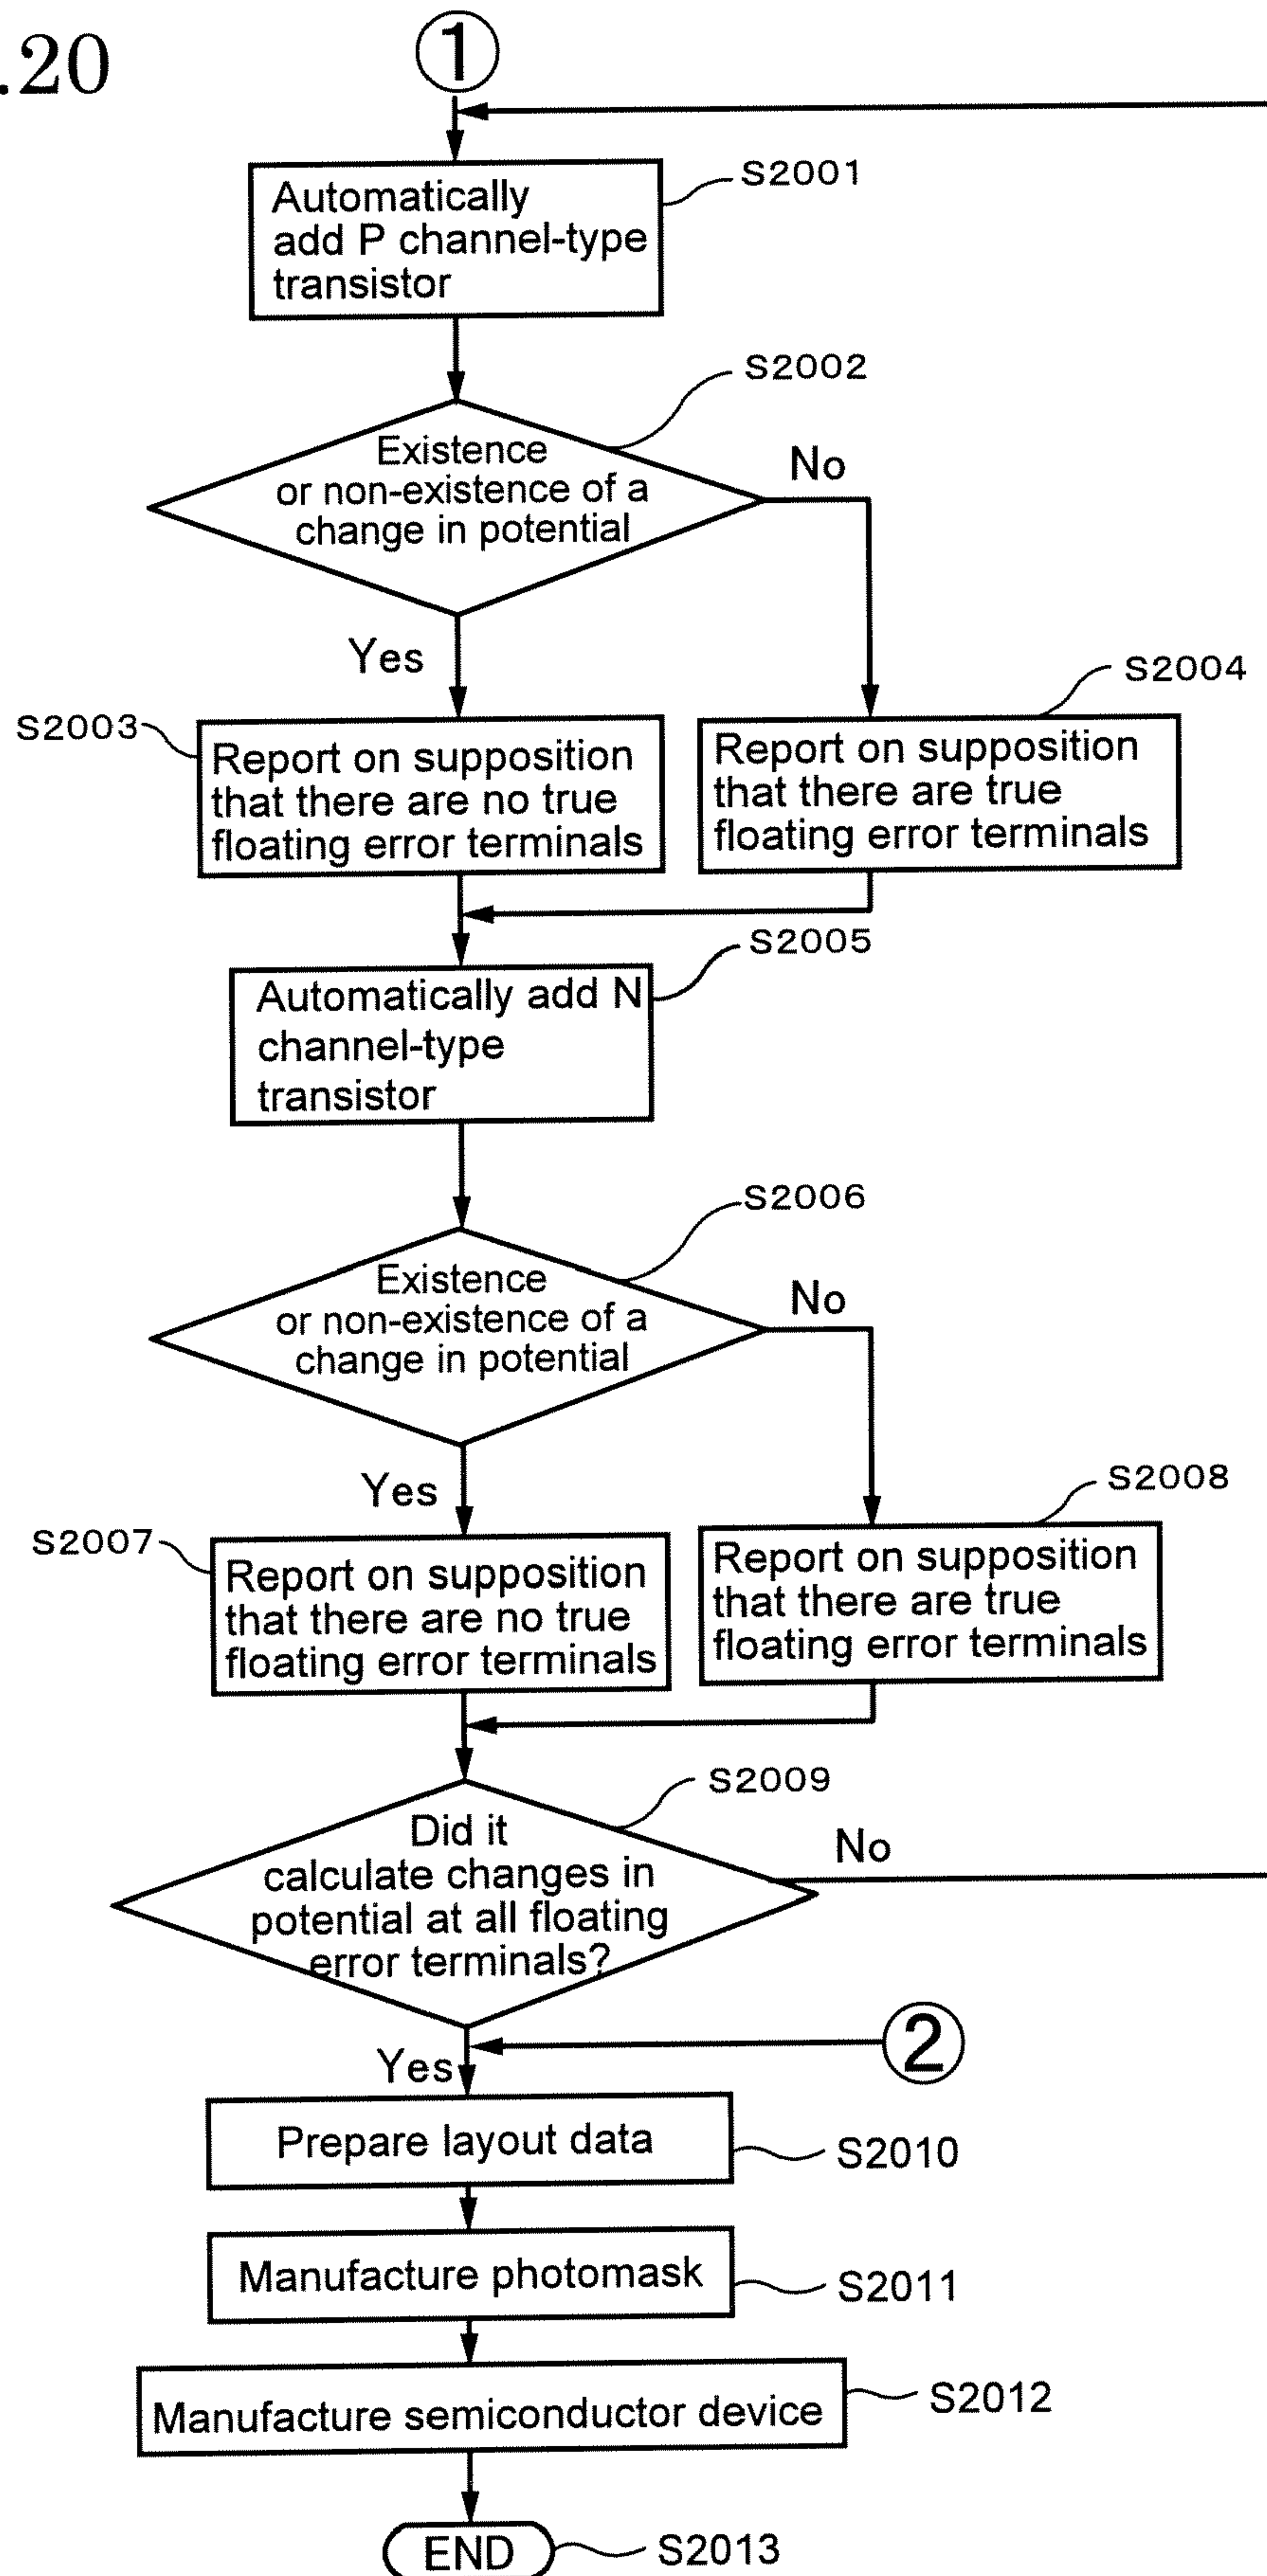 .20
①
S2001
Automatically
add P channel-type
transistor
S2002
Existence
or non-existence of a
change in potential
No
Yes
S2003
Report on supposition
that there are no true
floating error terminals
S2004
Report on supposition
that there are true
floating error terminals
S2005
Automatically add N
channel-type
transistor
S2006
Existence
or non-existence of a
change in potential
No
Yes
S2007
Report on supposition
that there are no true
floating error terminals
S2008
Report on supposition
that there are true
floating error terminals
S2009
Did it
calculate changes in
potential at all floating
error terminals?
No
②
Yes
Prepare layout data
S2010
Manufacture photomask
S2011
Manufacture semiconductor device
S2012
END
S2013